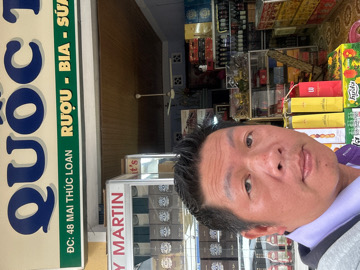 QUỐC T
RƯỢU - BIA - SỮA
ĐC: 48 MAI THÚC LOAN
Y MARTIN